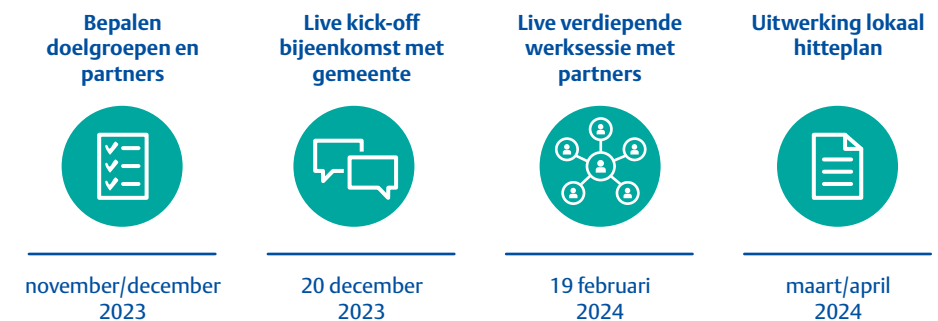 Bepalen
doelgroepen en
partners
Live kick-off
bijeenkomst met
gemeente
Live verdiepende
werksessie met
partners
Uitwerking lokaal
hitteplan
november/december
2023
20 december
2023
19 februari
2024
maart/april
2024